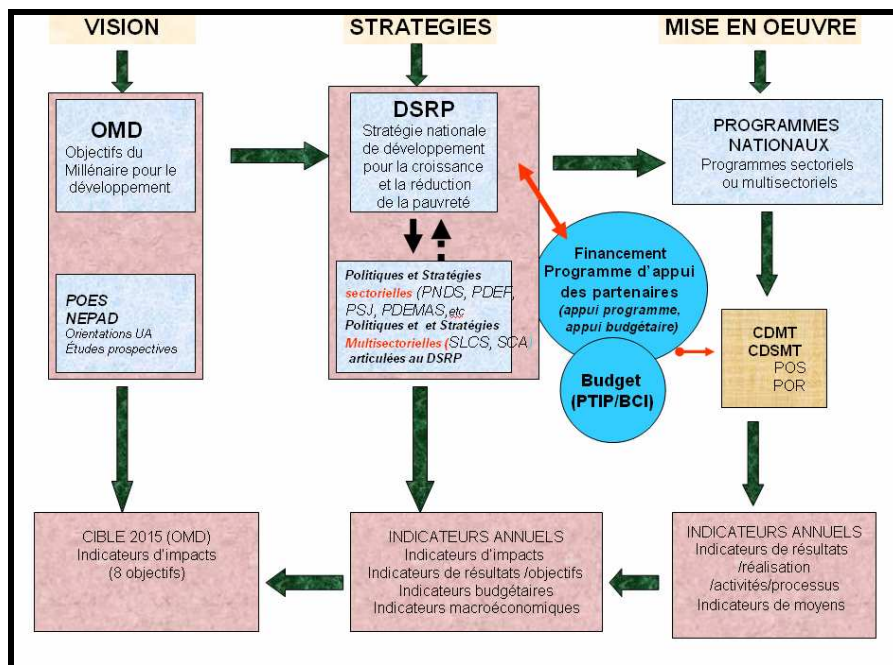 VISION
STRATEGIES
MISE EN OEUVRE
OMD
Objectifs du
Millénaire pour le
développement
POES
NEPAD
Orientations UA
Études prospectives
DSRP
Stratégie nationale
de développement
pour la croissance
et la réduction
de la pauvreté
Politiques et Stratégies
sectorielles (PNDS, PDEF,
PSJ, PDEMAS,etc
Politiques et et Stratégies
Multisectorielles (SLCS, SCA)
articulées au DSRP
PROGRAMMES
NATIONAUX
Programmes sectoriels
ou multisectoriels
Financement
Programme d'appui
des partenaires
(appui programme,
appui budgétaire)
Budget
(PTIP/BCI)
CDMT
CDSMT
POS
POR
CIBLE 2015 (OMD)
Indicateurs d'impacts
(8 objectifs)
INDICATEURS ANNUELS
Indicateurs d'impacts
Indicateurs de résultats /objectifs
Indicateurs budgétaires
Indicateurs macroéconomiques
INDICATEURS ANNUELS
Indicateurs de résultats
/réalisation
/activités/processus
Indicateurs de moyens